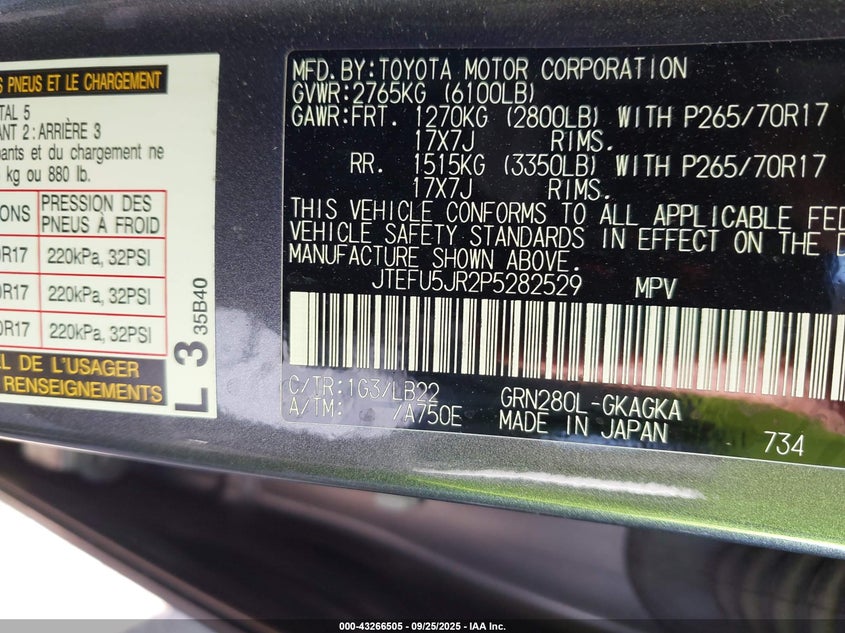 S PNEUS ET LE CHARGEMENT
TAL 5
ANT 2 : ARRIÈRE 3
pants et du chargement ne
kg ou 880 lb.
ONS PRESSION DES PNEUS À FROID
0R17 220kPa, 32PSI
0R17 220kPa, 32PSI
0R17 220kPa, 32PSI
EL DE L'USAGER
RENSEIGNEMENTS
L 3 35B40
MFD.BY:TOYOTA MOTOR CORPORATION
GVWR:2765KG (6100LB)
GAWR:FRT. 1270KG (2800LB) WITH P265/70R17
17X7J RIMS.
RR. 1515KG (3350LB) WITH P265/70R17
17X7J RIMS.
THIS VEHICLE CONFORMS TO ALL APPLICABLE FED
VEHICLE SAFETY STANDARDS IN EFFECT ON THE D
MANUFACTURE SHOWN ABOVE.
JTEFU5JR2P5282529 MPV
C/TR:1G3/LB22 GRN280L-GKAGKA
A/TM: /A750E MADE IN JAPAN 734
000-43266505 - 09/25/2025 - IAA Inc.